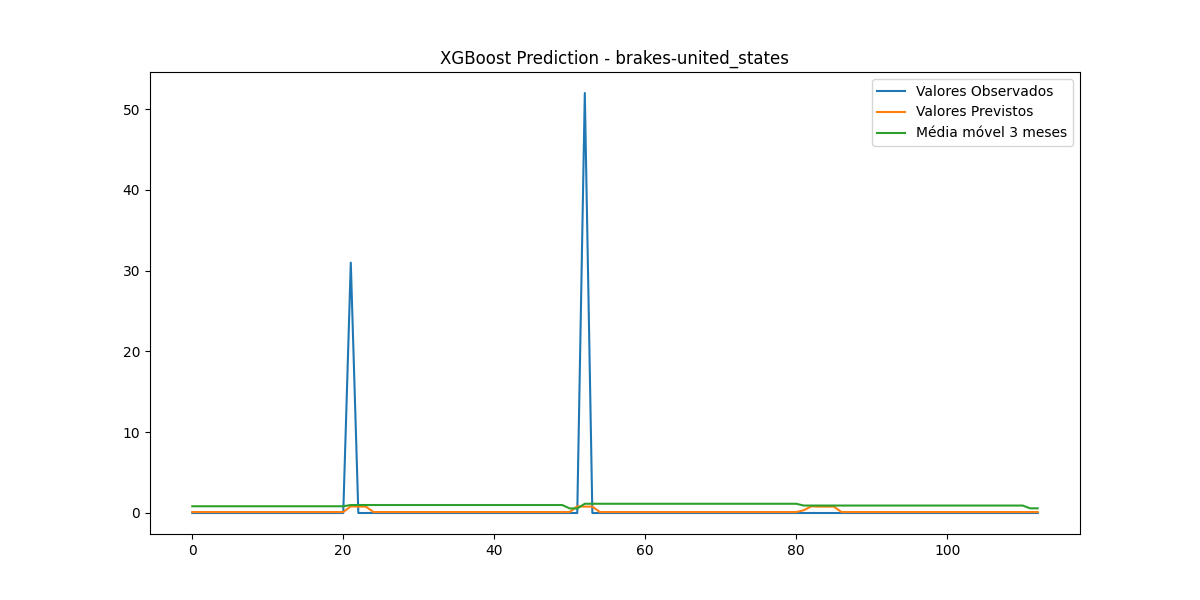 XGBoost Prediction - brakes-united_states
Valores Observados
Valores Previstos
Média móvel 3 meses
50
40
30
20
10
0
0 20 40 60 80 100